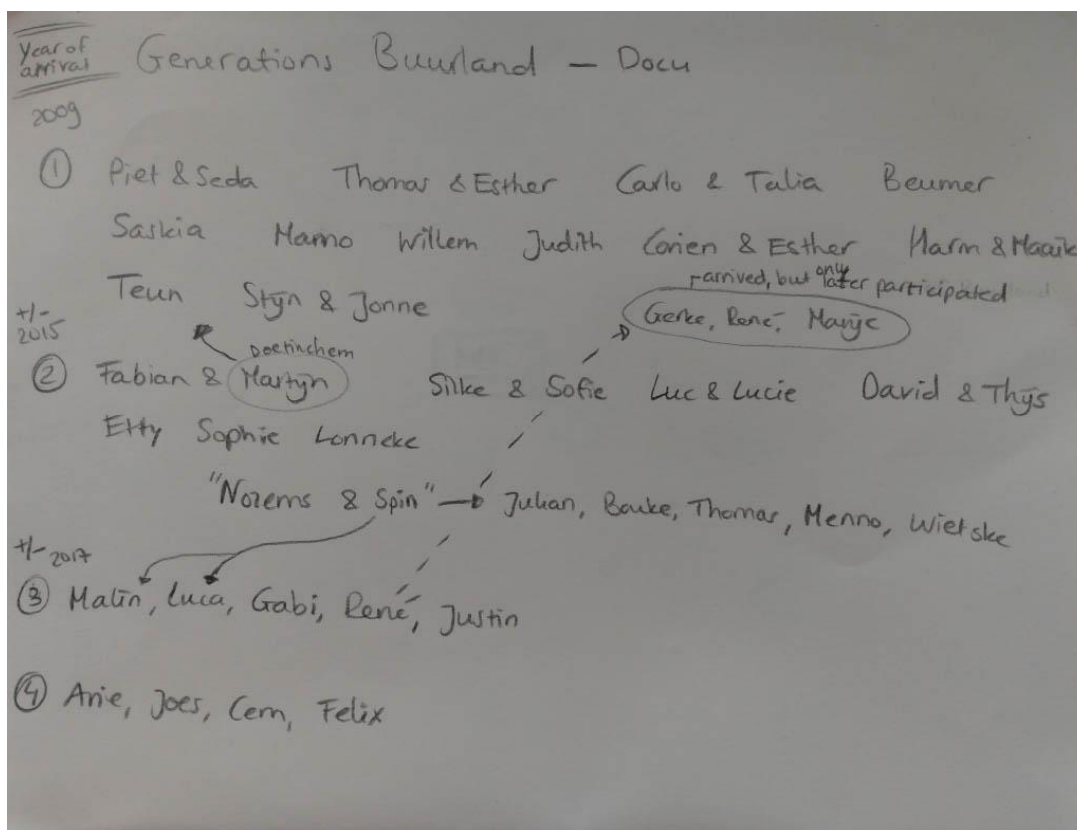 Year of
arrival
Generations Buurland — Docu
2009
① Piet & Seda Thomas & Esther Carlo & Talia Beumer
Saskia Manno Willem Judith Corien & Esther Harm & Maaik
arrived, but only later participated
Teun Stijn & Jonne
Gerke, René, Marije
+/-
2015
Doetinchem
② Fabian & Martijn Silke & Sofie Luc & Lucie David & Thijs
Etty Sophie Lonneke
"Nozems & Spin" → Julian, Bauke, Thomas, Menno, Wietske
+/- 2017
③ Malin, Luca, Gabi, René, Justin
④ Arie, Joes, Cem, Felix